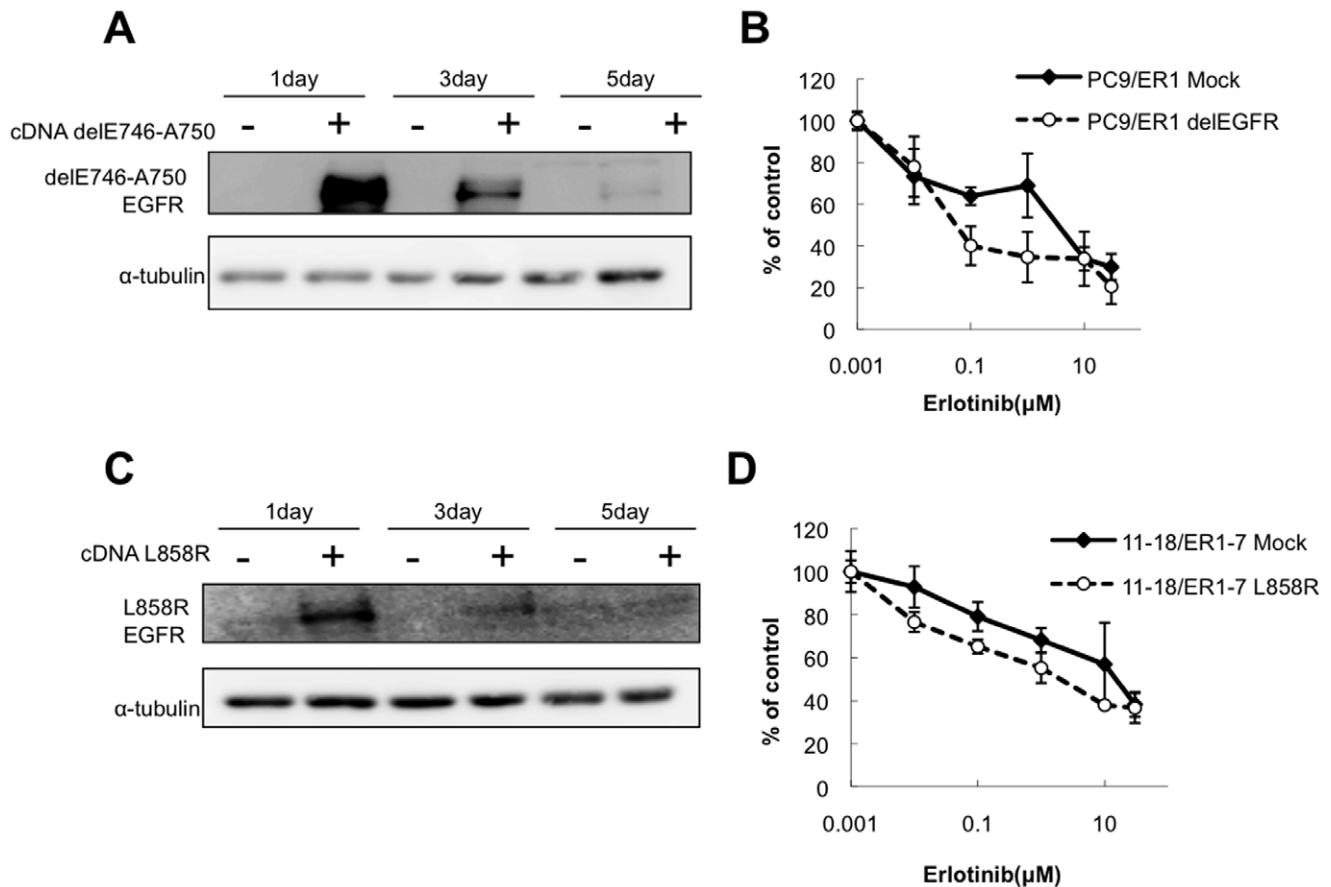 A
1day 3day 5day
cDNA delE746-A750 - + - + - +
delE746-A750
EGFR
α-tubulin
B
PC9/ER1 Mock
PC9/ER1 delEGFR
% of control
120
100
80
60
40
20
0
0.001 0.1 10
Erlotinib(μM)
C
1day 3day 5day
cDNA L858R - + - + - +
L858R
EGFR
α-tubulin
D
11-18/ER1-7 Mock
11-18/ER1-7 L858R
% of control
120
100
80
60
40
20
0
0.001 0.1 10
Erlotinib(μM)